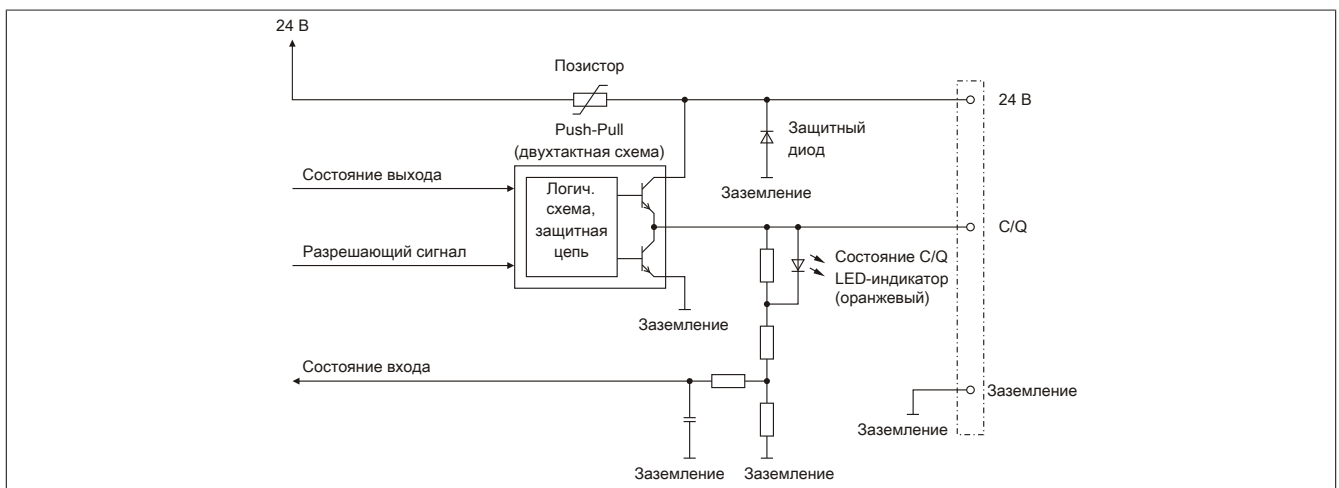 24 В
Позистор
24 В
Push-Pull
(двухтактная схема)
Защитный
диод
Состояние выхода
Логич.
схема,
защитная
цепь
Заземление
C/Q
Разрешающий сигнал
Состояние C/Q
LED-индикатор
(оранжевый)
Заземление
Состояние входа
Заземление
Заземление
Заземление
Заземление